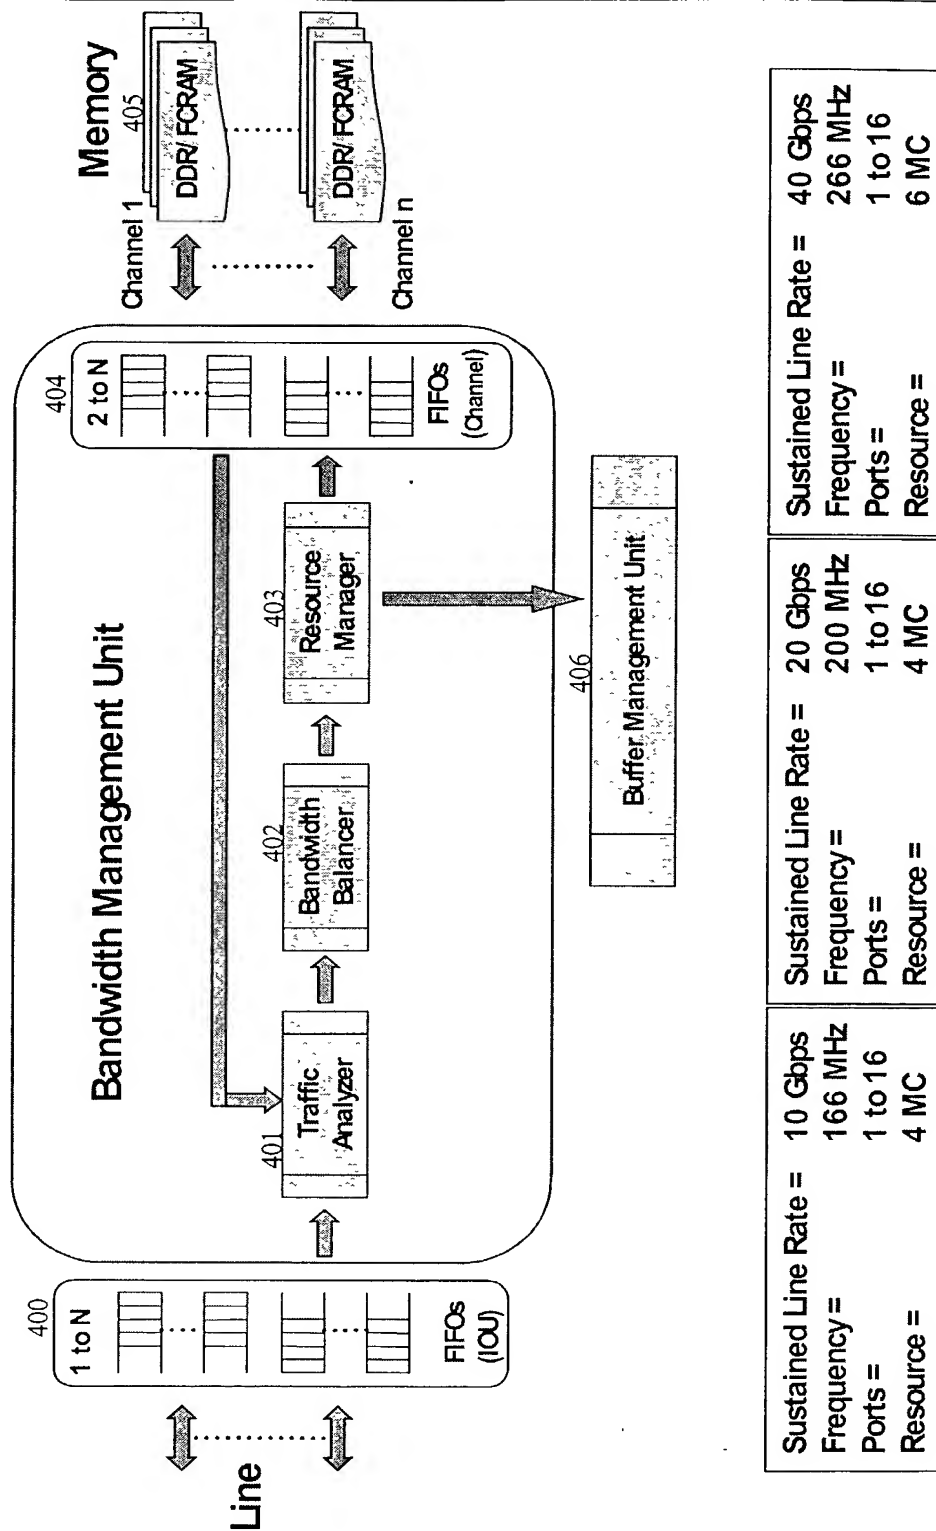 Bandwidth Management Unit
Line
400
1 to N
FIFOs
(IOU)
401
Traffic
Analyzer
402
Bandwidth
Balancer
403
Resource
Manager
404
2 to N
FIFOs
(Channel)
Memory
405
Channel 1
DDR/ FCRAM
Channel n
DDR/ FCRAM
406
Buffer Management Unit
Sustained Line Rate = 10 Gbps
Frequency = 166 MHz
Ports = 1 to 16
Resource = 4 MC
Sustained Line Rate = 20 Gbps
Frequency = 200 MHz
Ports = 1 to 16
Resource = 4 MC
Sustained Line Rate = 40 Gbps
Frequency = 266 MHz
Ports = 1 to 16
Resource = 6 MC